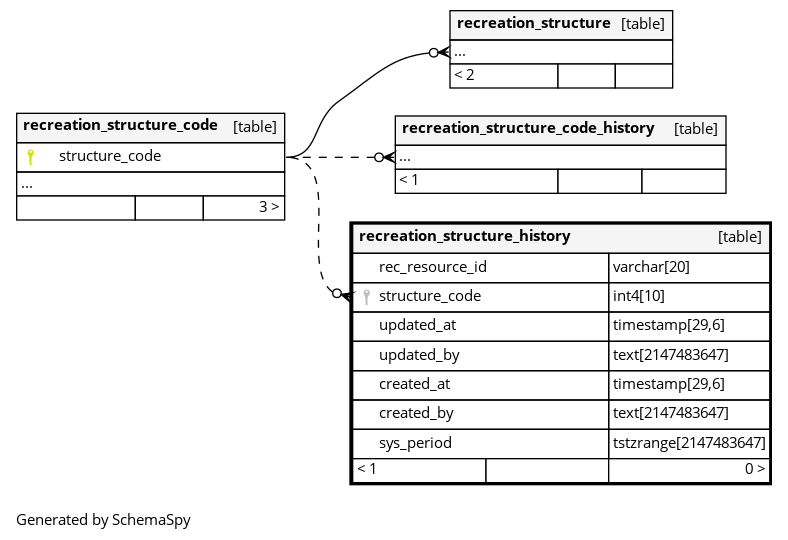 recreation_structure [table]
...
< 2
recreation_structure_code [table]
structure_code
...
3 >
recreation_structure_code_history [table]
...
< 1
recreation_structure_history [table]
rec_resource_id varchar[20]
structure_code int4[10]
updated_at timestamp[29,6]
updated_by text[2147483647]
created_at timestamp[29,6]
created_by text[2147483647]
sys_period tstzrange[2147483647]
< 1 0 >
Generated by SchemaSpy